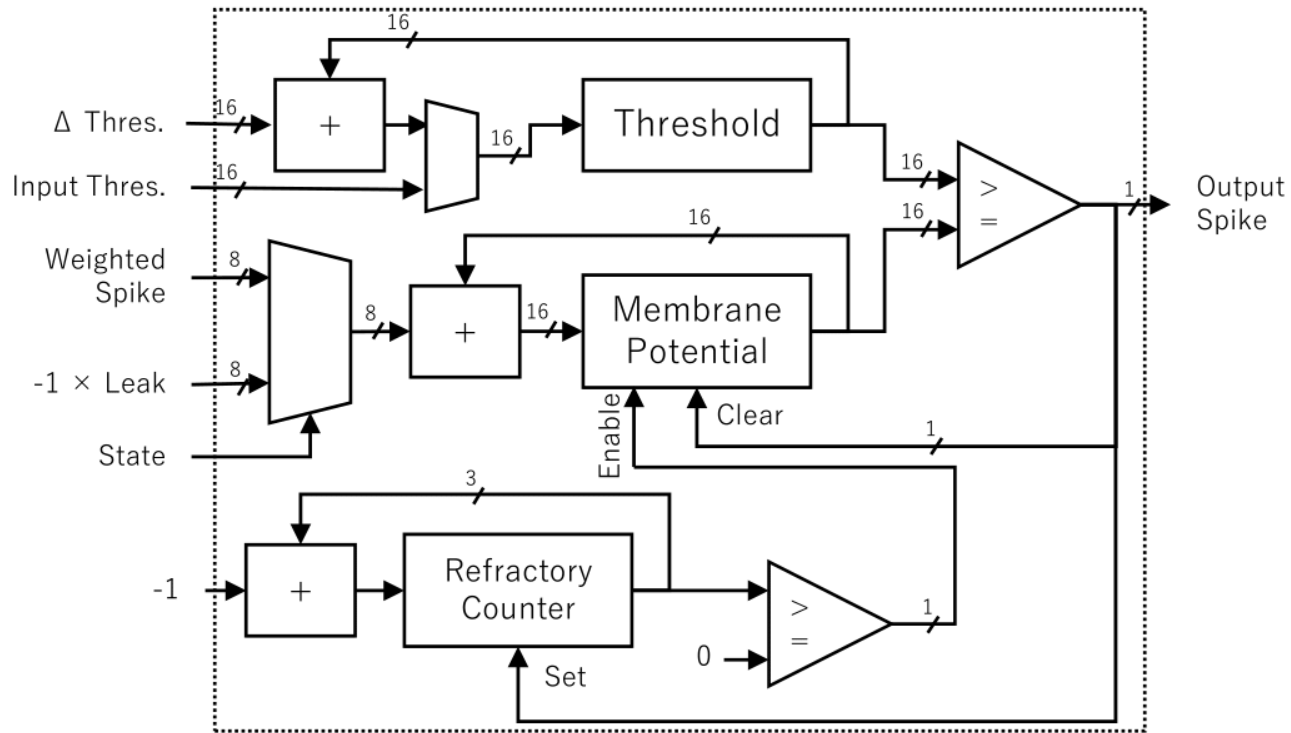 16
Δ Thres.
16
+
16
Threshold
Input Thres.
16
16
16
>
=
1
Output
Spike
Weighted
Spike
8
16
8
+
16
Membrane
Potential
-1 × Leak
8
State
Enable
Clear
1
3
-1
+
Refractory
Counter
Set
0
>
=
1